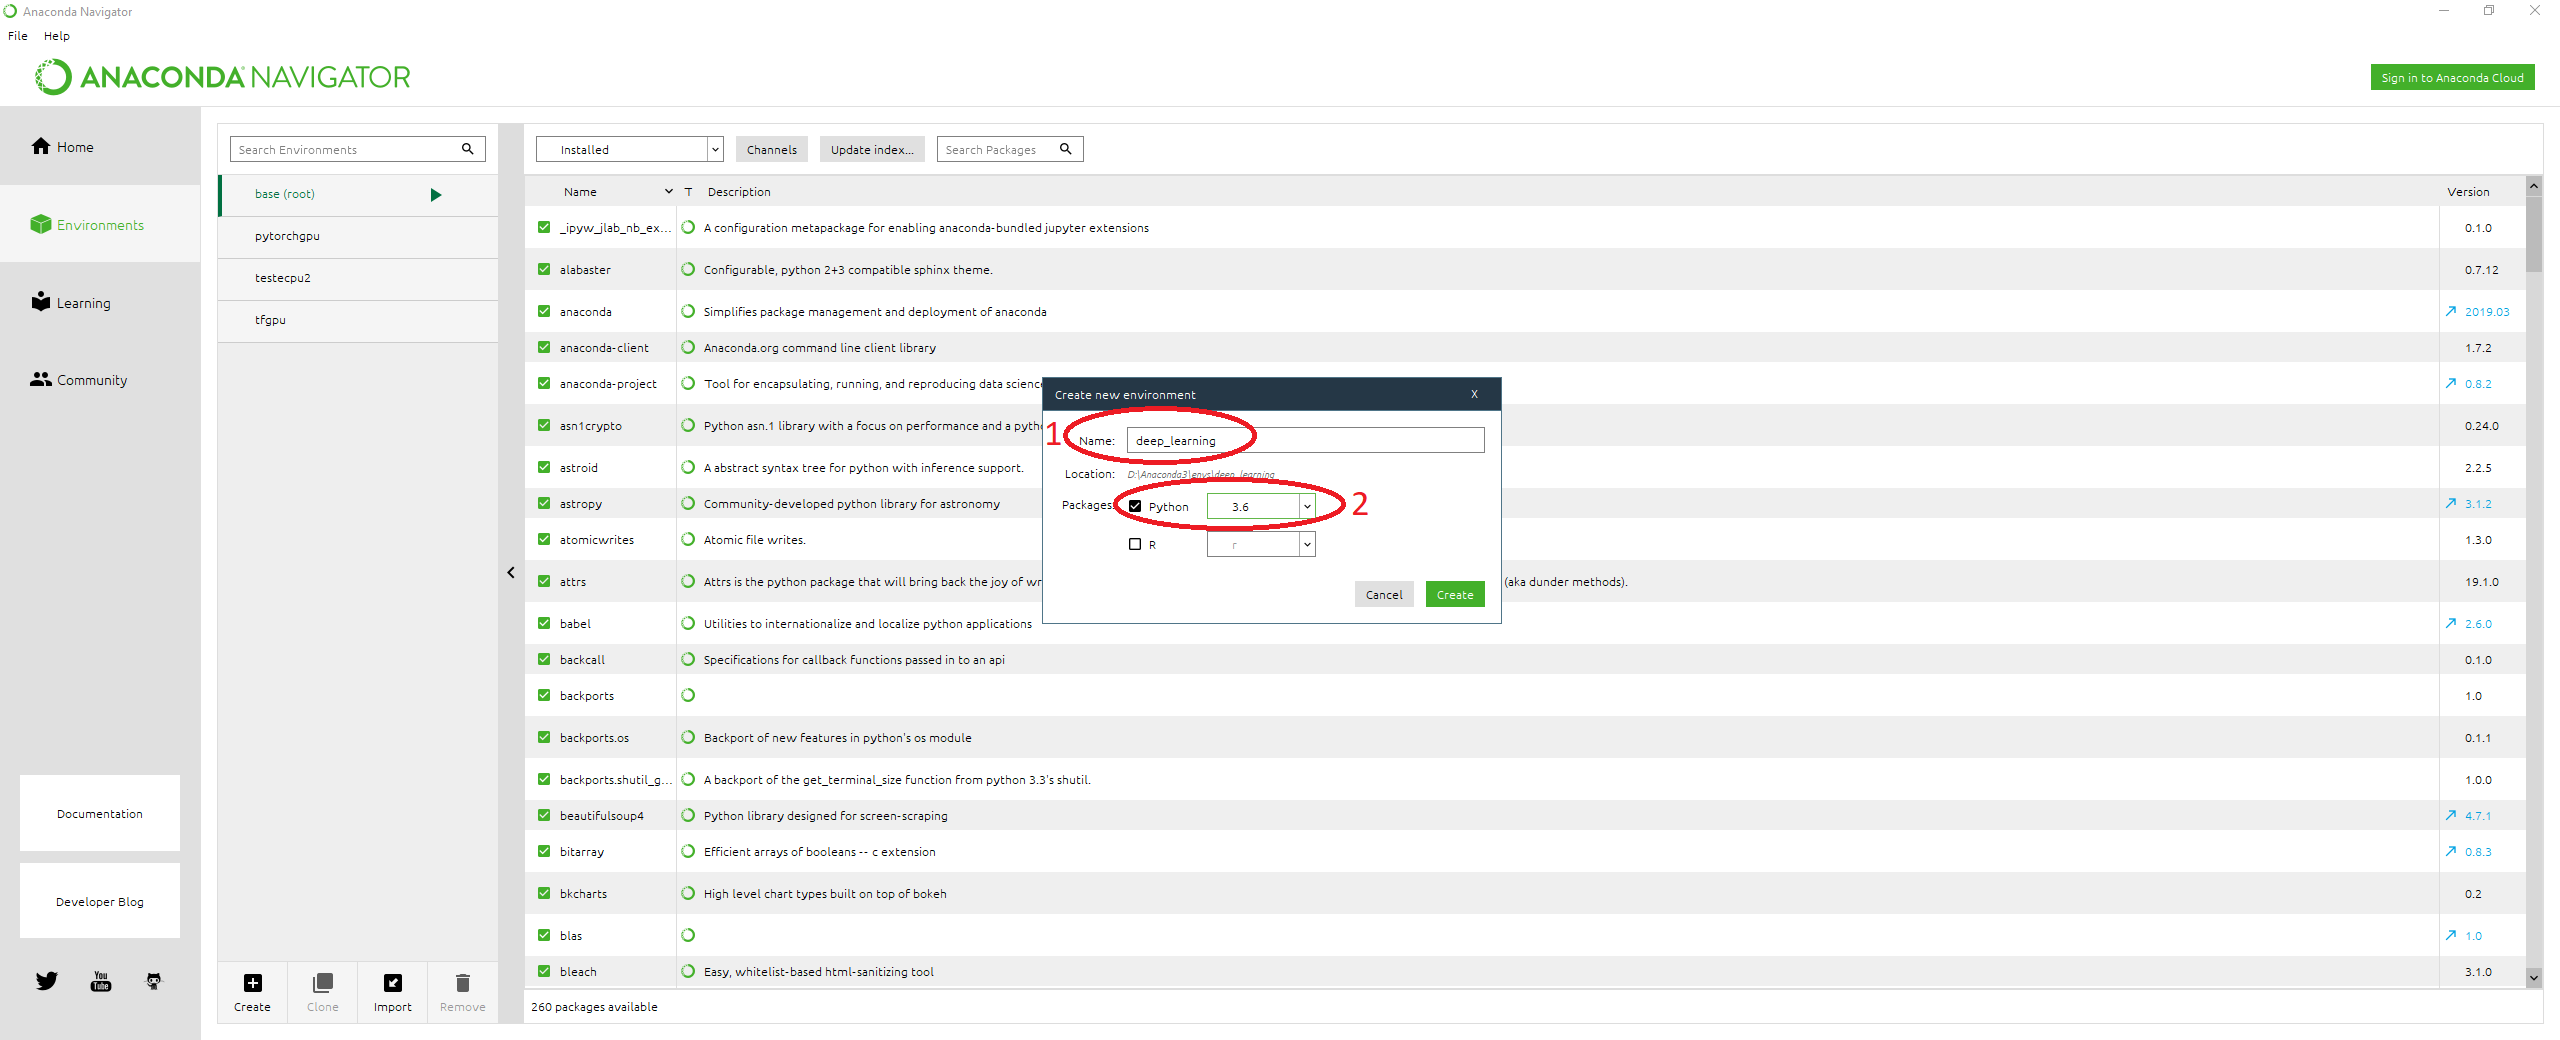 Anaconda Navigator
File Help
ANACONDA NAVIGATOR
Sign in to Anaconda Cloud
Home
Environments
Learning
Community
Documentation
Developer Blog
You Tube
Search Environments
base (root)
pytorchgpu
testecpu2
tfgpu
Create Clone Import Remove
Installed Channels Update index... Search Packages
Name T Description Version
_ipyw_jlab_nb_ex... A configuration metapackage for enabling anaconda-bundled jupyter extensions 0.1.0
alabaster Configurable, python 2+3 compatible sphinx theme. 0.7.12
anaconda Simplifies package management and deployment of anaconda 2019.03
anaconda-client Anaconda.org command line client library 1.7.2
anaconda-project Tool for encapsulating, running, and reproducing data science 0.8.2
asn1crypto Python asn.1 library with a focus on performance and a pytho 0.24.0
astroid A abstract syntax tree for python with inference support. 2.2.5
astropy Community-developed python library for astronomy 3.1.2
atomicwrites Atomic file writes. 1.3.0
attrs Attrs is the python package that will bring back the joy of wr (aka dunder methods). 19.1.0
babel Utilities to internationalize and localize python applications 2.6.0
backcall Specifications for callback functions passed in to an api 0.1.0
backports 1.0
backports.os Backport of new features in python's os module 0.1.1
backports.shutil_g... A backport of the get_terminal_size function from python 3.3's shutil. 1.0.0
beautifulsoup4 Python library designed for screen-scraping 4.7.1
bitarray Efficient arrays of booleans -- c extension 0.8.3
bkcharts High level chart types built on top of bokeh 0.2
blas 1.0
bleach Easy, whitelist-based html-sanitizing tool 3.1.0
260 packages available
Create new environment X
1 Name: deep_learning
Location: D:\Anaconda3\envs\deep_learning
Packages: Python 3.6 2
R r
Cancel Create